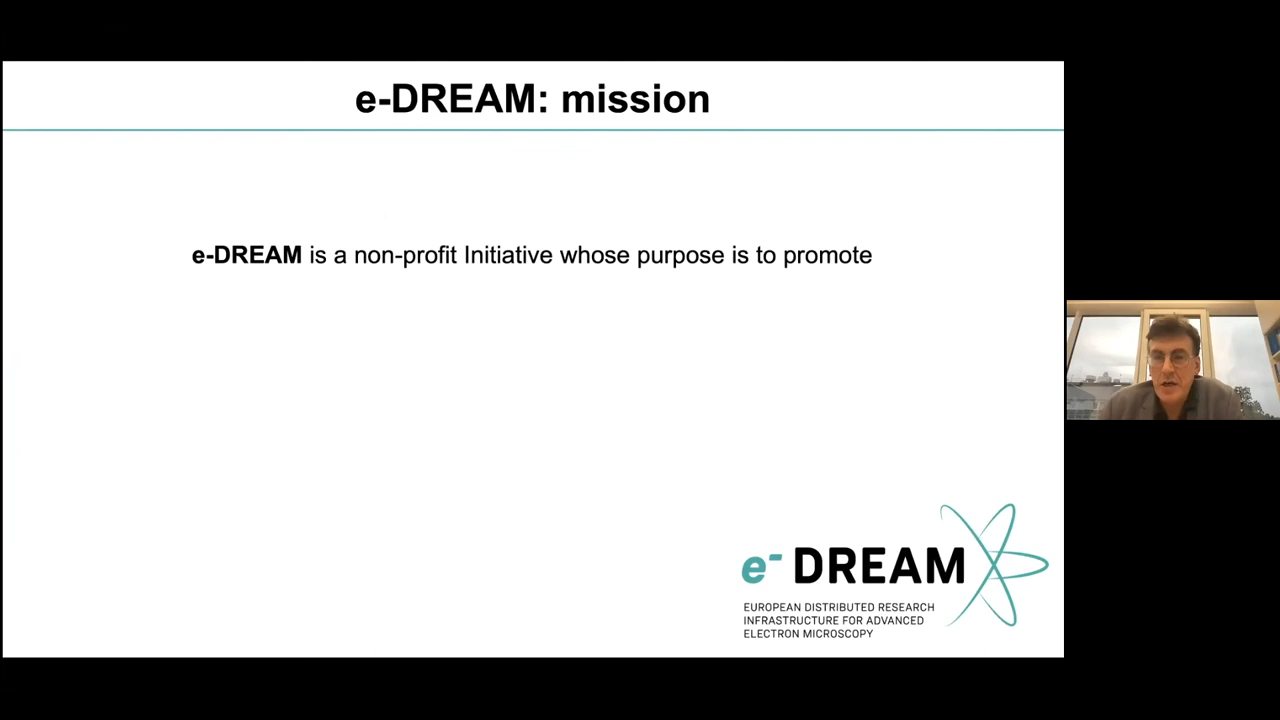 e-DREAM: mission
e-DREAM is a non-profit Initiative whose purpose is to promote
e- DREAM
EUROPEAN DISTRIBUTED RESEARCH
INFRASTRUCTURE FOR ADVANCED
ELECTRON MICROSCOPY